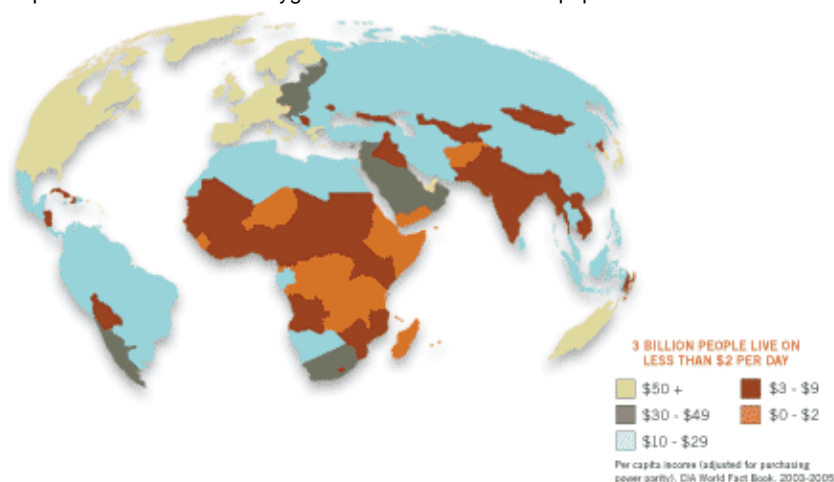 3 BILLION PEOPLE LIVE ON
LESS THAN $2 PER DAY
$50 +
$30 - $49
$10 - $29
$3 - $9
$0 - $2
Per capita income (adjusted for purchasing
power parity). CIA World Fact Book. 2003-2005